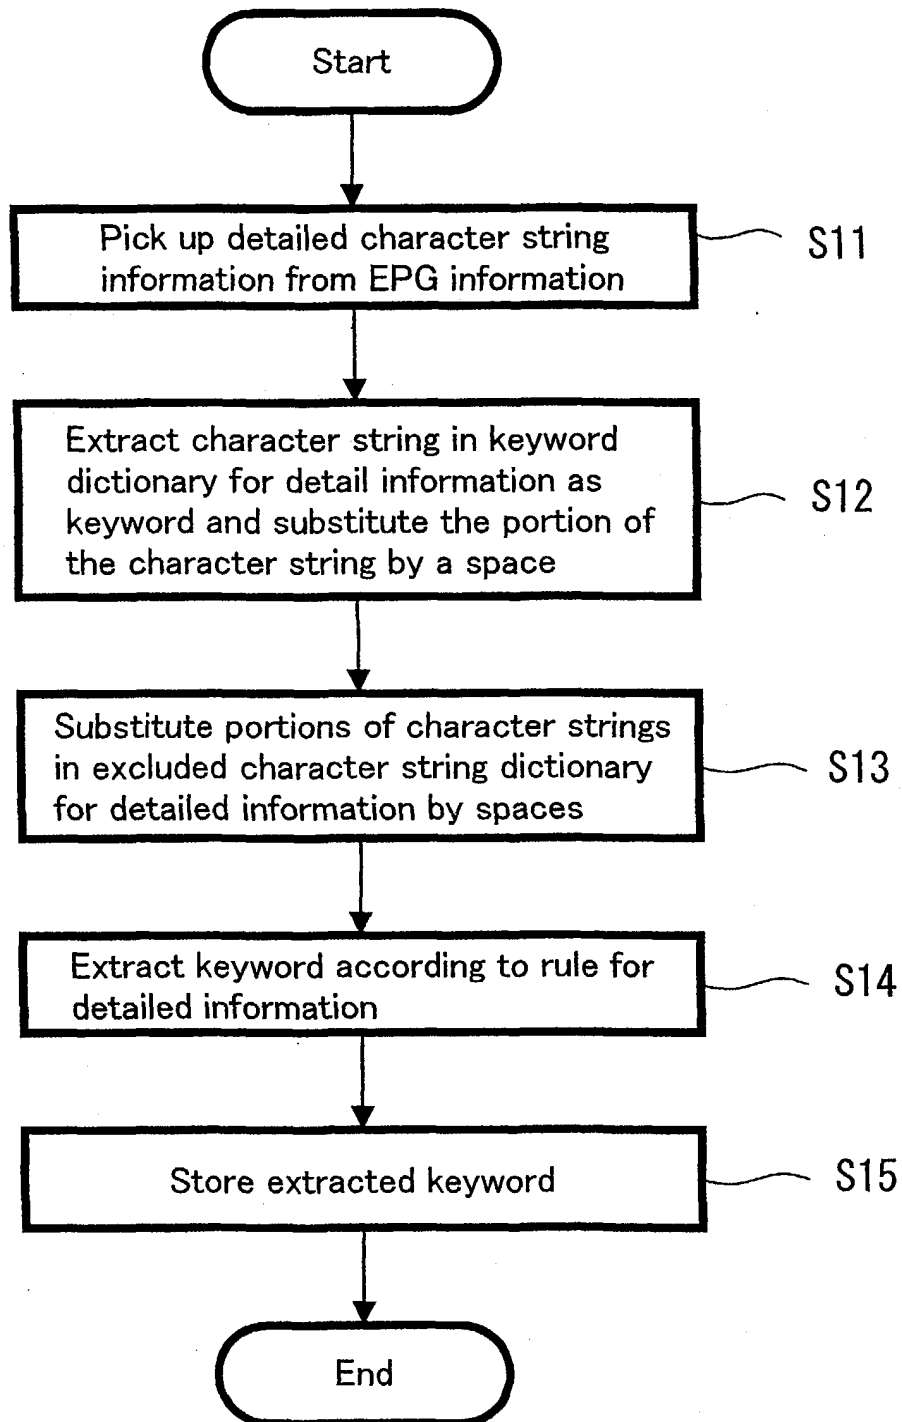 Start
Pick up detailed character string
information from EPG information
S11
Extract character string in keyword
dictionary for detail information as
keyword and substitute the portion of
the character string by a space
S12
Substitute portions of character strings
in excluded character string dictionary
for detailed information by spaces
S13
Extract keyword according to rule for
detailed information
S14
Store extracted keyword
S15
End